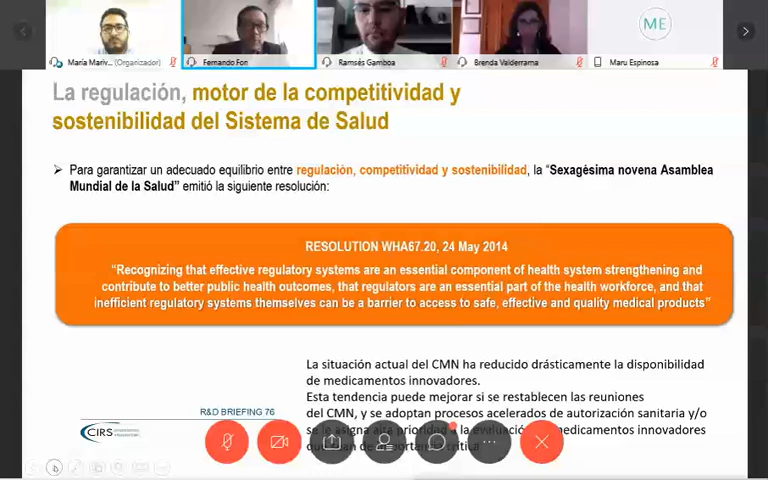 María Mariv... (Organizador)
Fernando Fon
Ramsés Gamboa
Brenda Valderrama
ME
Maru Espinosa
La regulación, motor de la competitividad y
sostenibilidad del Sistema de Salud
Para garantizar un adecuado equilibrio entre regulación, competitividad y sostenibilidad, la “Sexagésima novena Asamblea
Mundial de la Salud” emitió la siguiente resolución:
RESOLUTION WHA67.20, 24 May 2014
“Recognizing that effective regulatory systems are an essential component of health system strengthening and
contribute to better public health outcomes, that regulators are an essential part of the health workforce, and that
inefficient regulatory systems themselves can be a barrier to access to safe, effective and quality medical products”
La situación actual del CMN ha reducido drásticamente la disponibilidad
de medicamentos innovadores.
Esta tendencia puede mejorar si se restablecen las reuniones
del CMN, y se adoptan procesos acelerados de autorización sanitaria y/o
se le asigna prioridad la evaluación medicamentos innovadores
crítica
R&D BRIEFING 76
CIRS